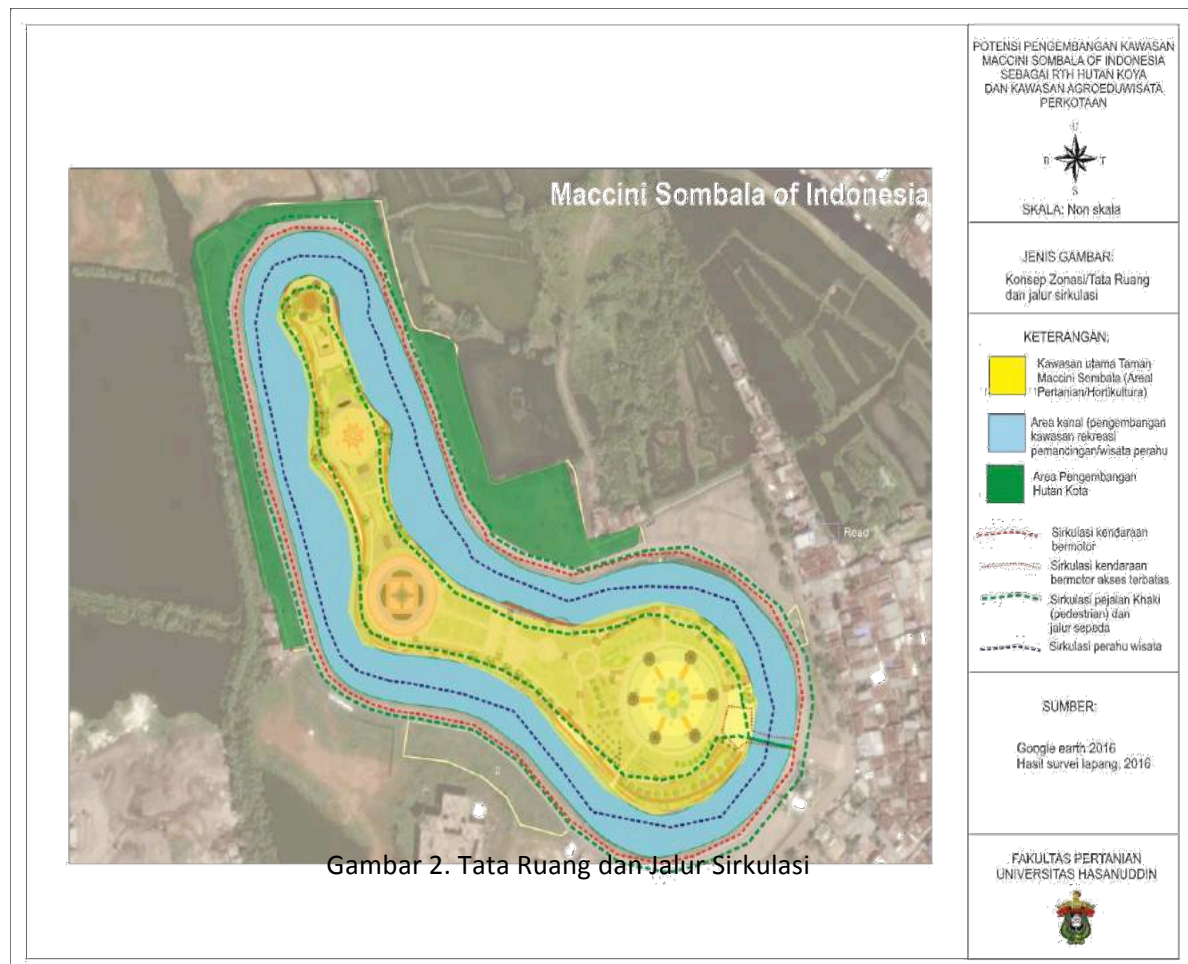 Maccini Sombala of Indonesia
Road
2
Gambar 2. Tata Ruang dan Jalur Sirkulasi
POTENSI PENGEMBANGAN KAWASAN
MACCINI SOMBALA OF INDONESIA
SEBAGAI RTH HUTAN KOYA
DAN KAWASAN AGROEDUWISATA
PERKOTAAN
U
B T
S
SKALA: Non skala
JENIS GAMBAR:
Konsep Zonasi/Tata Ruang
dan jalur sirkulasi
KETERANGAN:
Kawasan utama Taman
Maccini Sombala (Areal
Pertanian/Hortikultura)
Area kanal (pengembangan
kawasan rekreasi
pemancingan/wisata perahu
Area Pengembangan
Hutan Kota
Sirkulasi kendaraan
bermotor
Sirkulasi kendaraan
bermotor akses terbatas
Sirkulasi pejalan Khaki
(pedestrian) dan
jalur sepeda
Sirkulasi perahu wisata
SUMBER:
Google earth 2016
Hasil survei lapang, 2016
FAKULTAS PERTANIAN
UNIVERSITAS HASANUDDIN